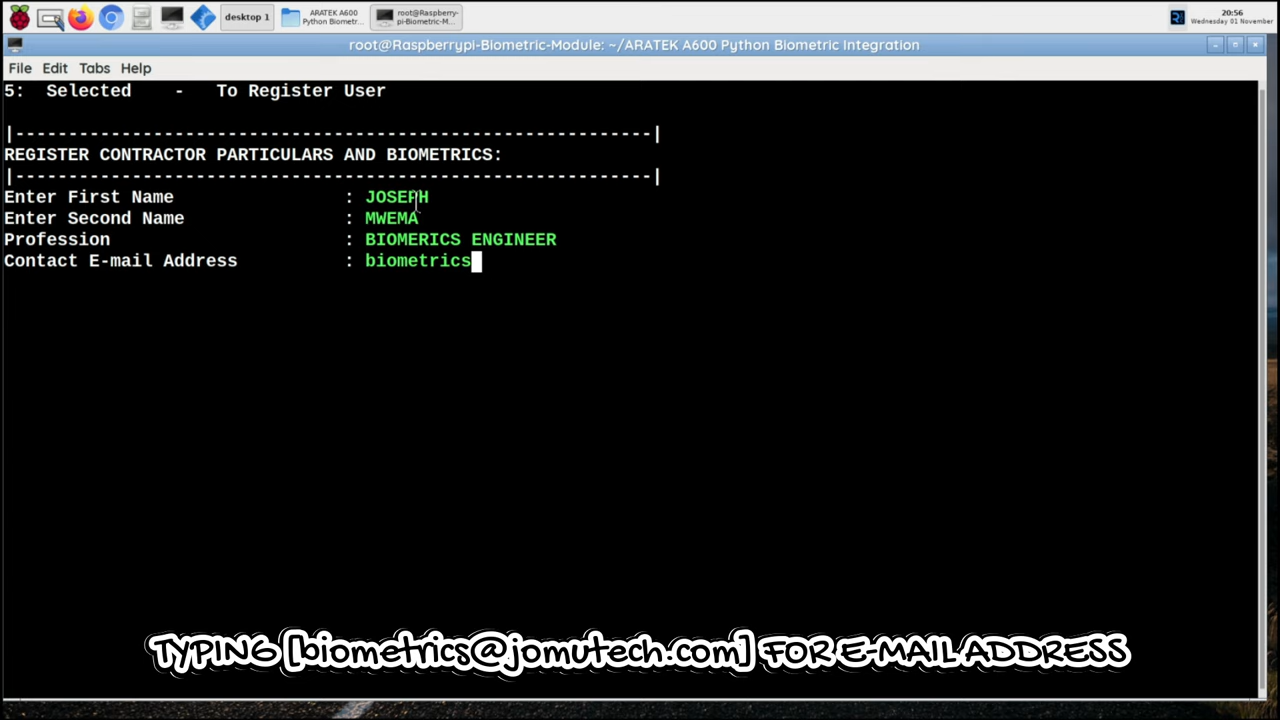 desktop 1
ARATEK A600
Python Biometr...
root@Raspberry-
pi-Biometric-M...
20:56
Wednesday 01 November
root@Raspberrypi-Biometric-Module: ~/ARATEK A600 Python Biometric Integration
File Edit Tabs Help
5: Selected - To Register User
|------------------------------------------------------------|
REGISTER CONTRACTOR PARTICULARS AND BIOMETRICS:
|------------------------------------------------------------|
Enter First Name : JOSEPH
Enter Second Name : MWEMA
Profession : BIOMERICS ENGINEER
Contact E-mail Address : biometrics
TYPING [biometrics@jomutech.com] FOR E-MAIL ADDRESS